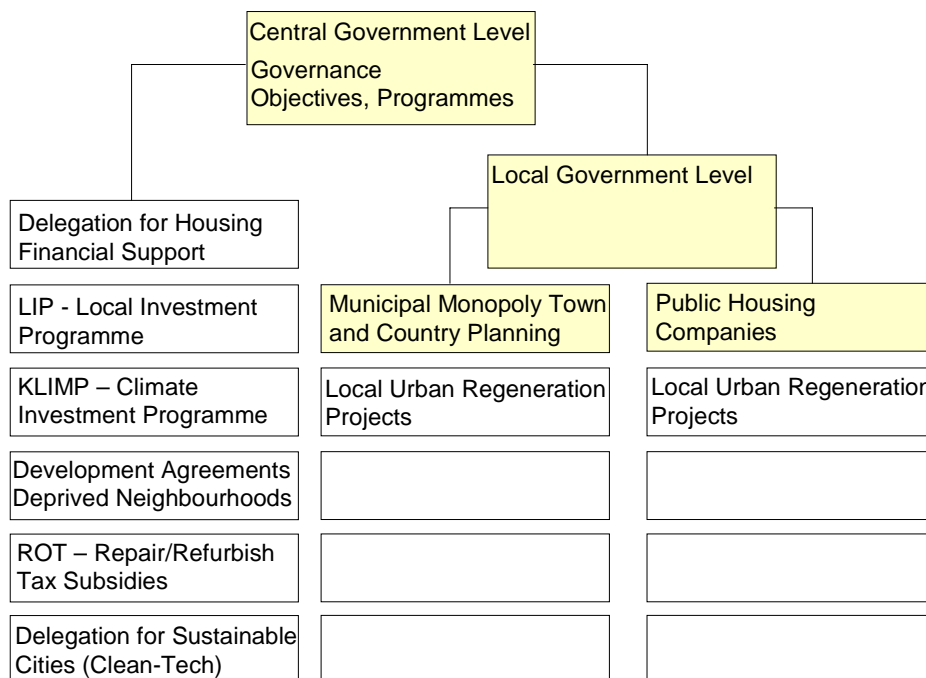 Central Government Level
Governance
Objectives, Programmes
Local Government Level
Delegation for Housing
Financial Support
LIP - Local Investment
Programme
Municipal Monopoly Town
and Country Planning
Public Housing
Companies
KLIMP – Climate
Investment Programme
Local Urban Regeneration
Projects
Local Urban Regeneration
Projects
Development Agreements
Deprived Neighbourhoods
ROT – Repair/Refurbish
Tax Subsidies
Delegation for Sustainable
Cities (Clean-Tech)